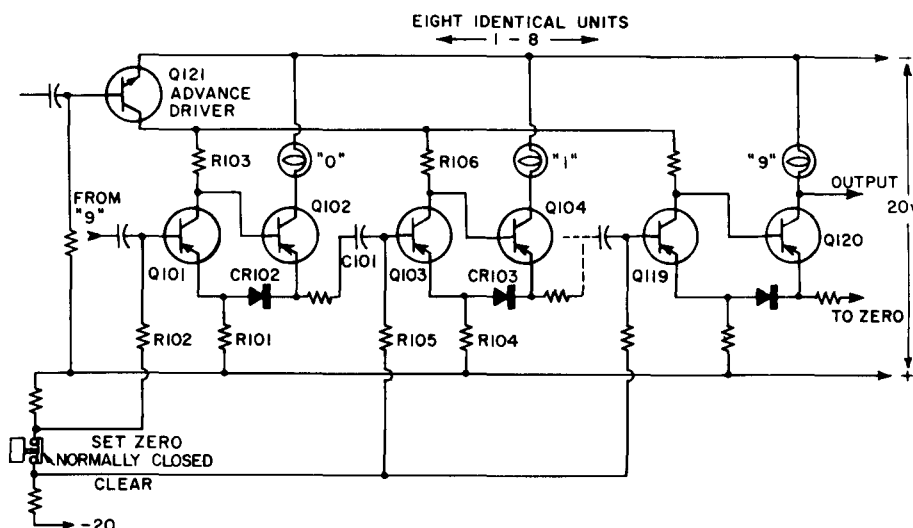 EIGHT IDENTICAL UNITS
1 - 8
Q121
ADVANCE
DRIVER
-
R103
"0"
R106
"1"
"9"
FROM
"9"
Q102
Q104
OUTPUT
20v
Q101
CR102
C101
Q103
CR103
Q119
Q120
TO ZERO
R102
R101
R105
R104
+
SET ZERO
NORMALLY CLOSED
CLEAR
-20